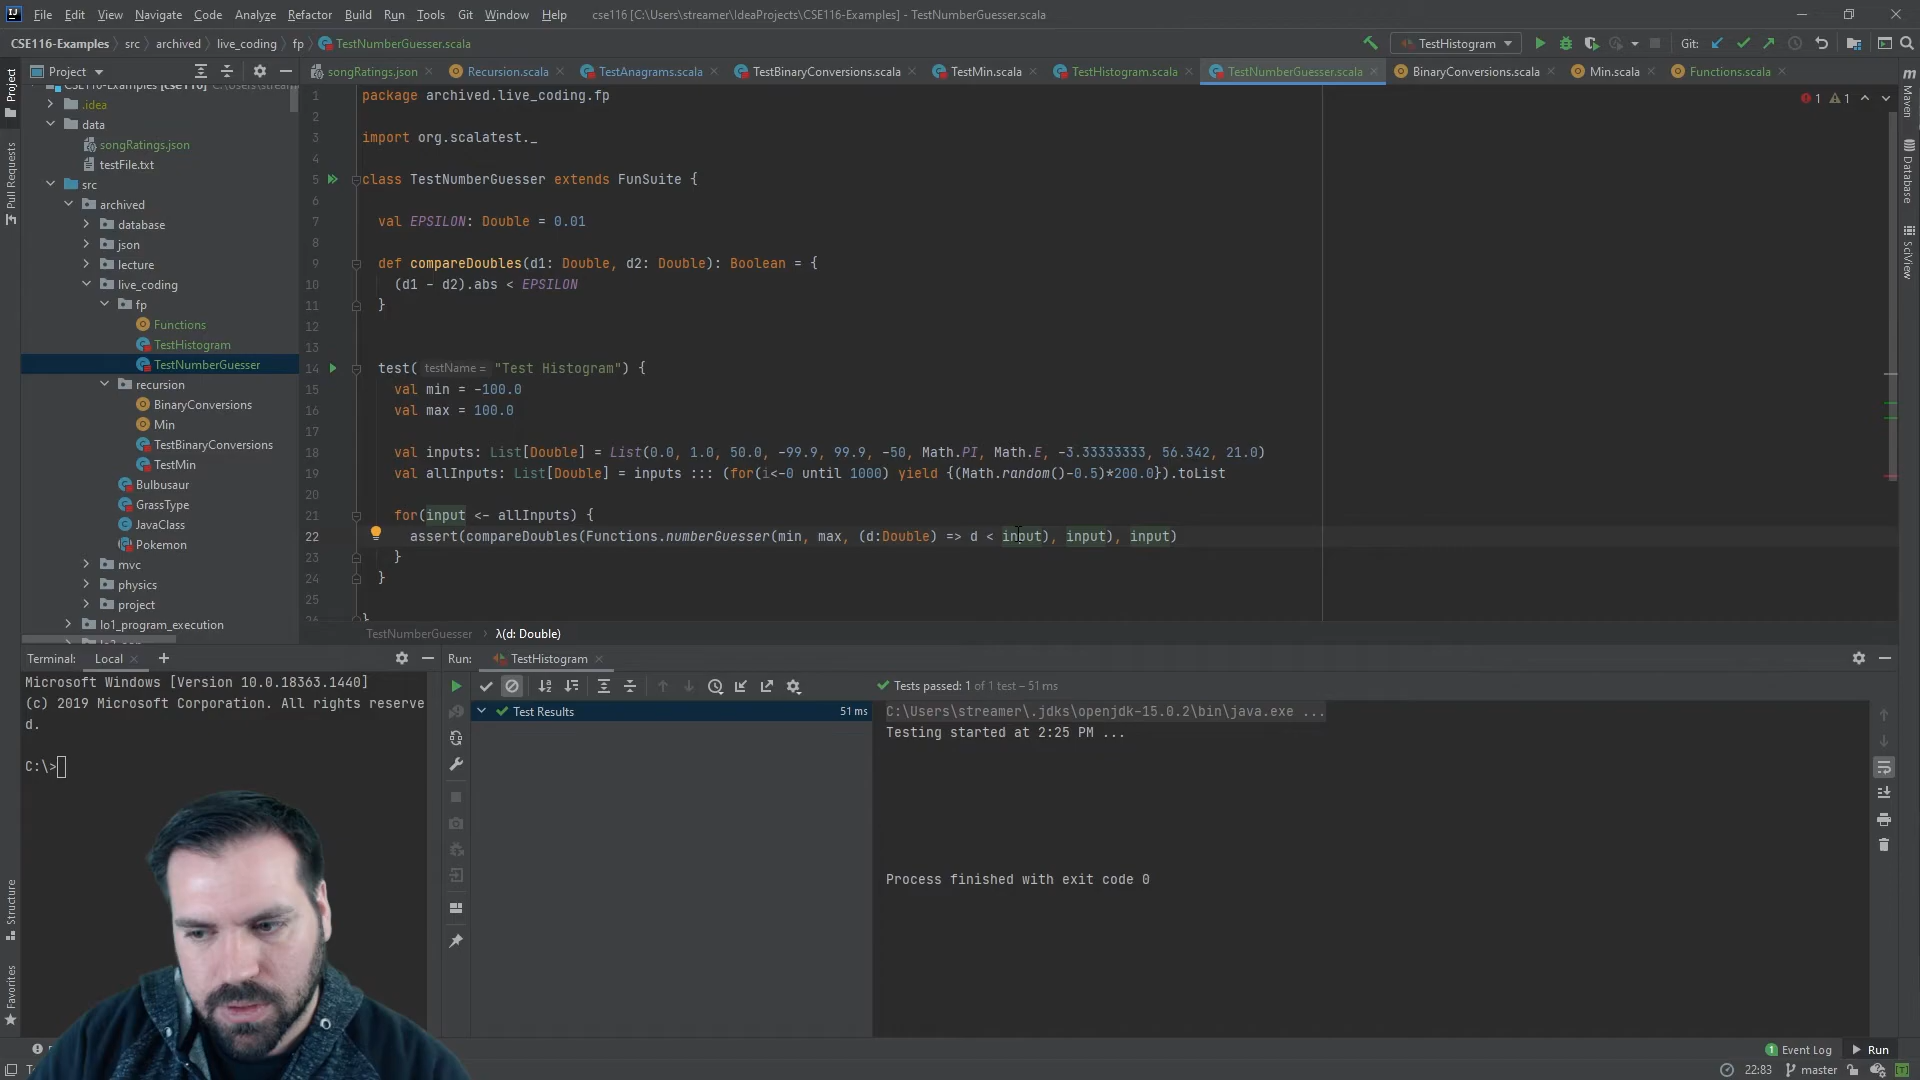 File Edit View Navigate Code Analyze Refactor Build Run Tools Git Window Help cse116 [C:\Users\streamer\IdeaProjects\CSE116-Examples] - TestNumberGuesser.scala
CSE116-Examples src archived live_coding fp TestNumberGuesser.scala TestHistogram Git:
Project songRatings.json Recursion.scala TestAnagrams.scala TestBinaryConversions.scala TestMin.scala TestHistogram.scala TestNumberGuesser.scala BinaryConversions.scala Min.scala Functions.scala
.idea
data
songRatings.json
testFile.txt
src
archived
database
json
lecture
live_coding
fp
Functions
TestHistogram
TestNumberGuesser
recursion
BinaryConversions
Min
TestBinaryConversions
TestMin
Bulbusaur
GrassType
JavaClass
Pokemon
mvc
physics
project
lo1_program_execution
Project
Pull Requests
Structure
Favorites
Maven
Database
SciView
1 1
1 package archived.live_coding.fp
2
3 import org.scalatest._
4
5 class TestNumberGuesser extends FunSuite {
6
7 val EPSILON: Double = 0.01
8
9 def compareDoubles(d1: Double, d2: Double): Boolean = {
10 (d1 - d2).abs < EPSILON
11 }
12
13
14 test( testName = "Test Histogram") {
15 val min = -100.0
16 val max = 100.0
17
18 val inputs: List[Double] = List(0.0, 1.0, 50.0, -99.9, 99.9, -50, Math.PI, Math.E, -3.33333333, 56.342, 21.0)
19 val allInputs: List[Double] = inputs ::: (for(i<-0 until 1000) yield {(Math.random()-0.5)*200.0}).toList
20
21 for(input <- allInputs) {
22 assert(compareDoubles(Functions.numberGuesser(min, max, (d:Double) => d < input), input), input)
23 }
24 }
25
26 }
TestNumberGuesser λ(d: Double)
Terminal: Local
Microsoft Windows [Version 10.0.18363.1440]
(c) 2019 Microsoft Corporation. All rights reserve
d.
C:\>
Run: TestHistogram
Tests passed: 1 of 1 test – 51 ms
Test Results 51 ms
C:\Users\streamer\.jdks\openjdk-15.0.2\bin\java.exe ...
Testing started at 2:25 PM ...
Process finished with exit code 0
1 Event Log Run
22:83 master